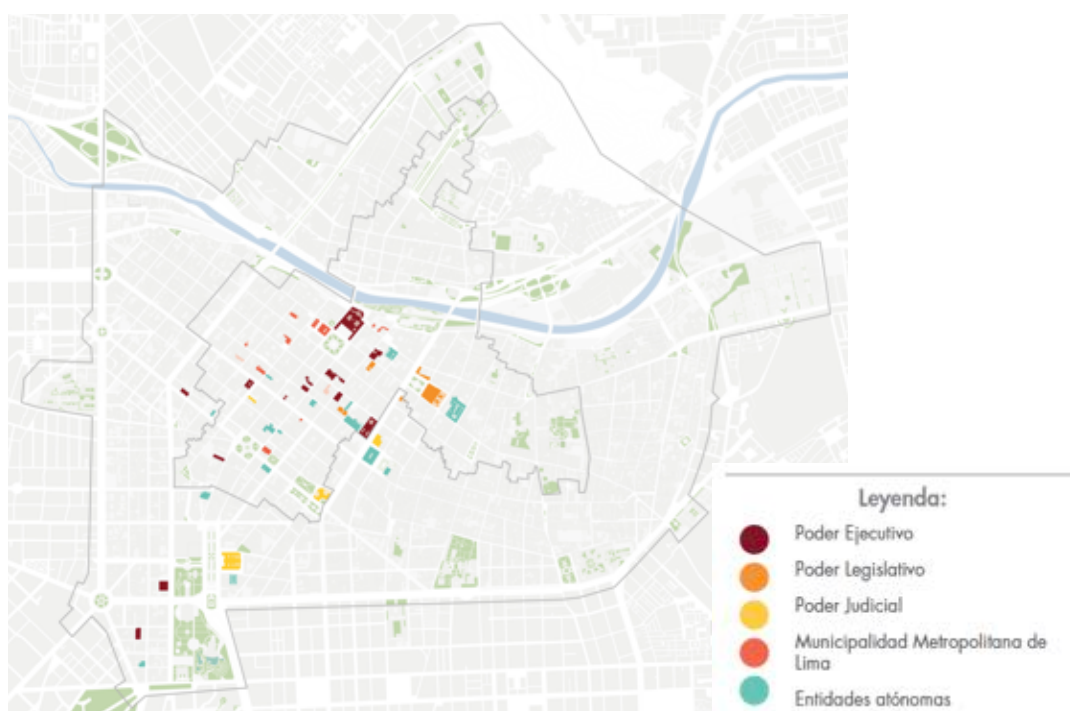 Leyenda:
Poder Ejecutivo
Poder Legislativo
Poder Judicial
Municipalidad Metropolitana de
Lima
Entidades atónomas